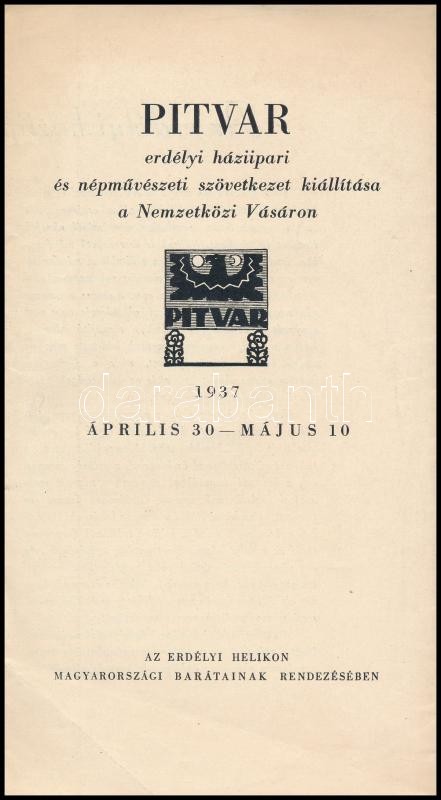 PITVAR
erdélyi háziipari
és népművészeti szövetkezet kiállítása
a Nemzetközi Vásáron
PITVAR
1937
darabanth
ÁPRILIS 30—MÁJUS 10
AZ ERDÉLYI HELIKON
MAGYARORSZÁGI BARÁTAINAK RENDEZÉSÉBEN